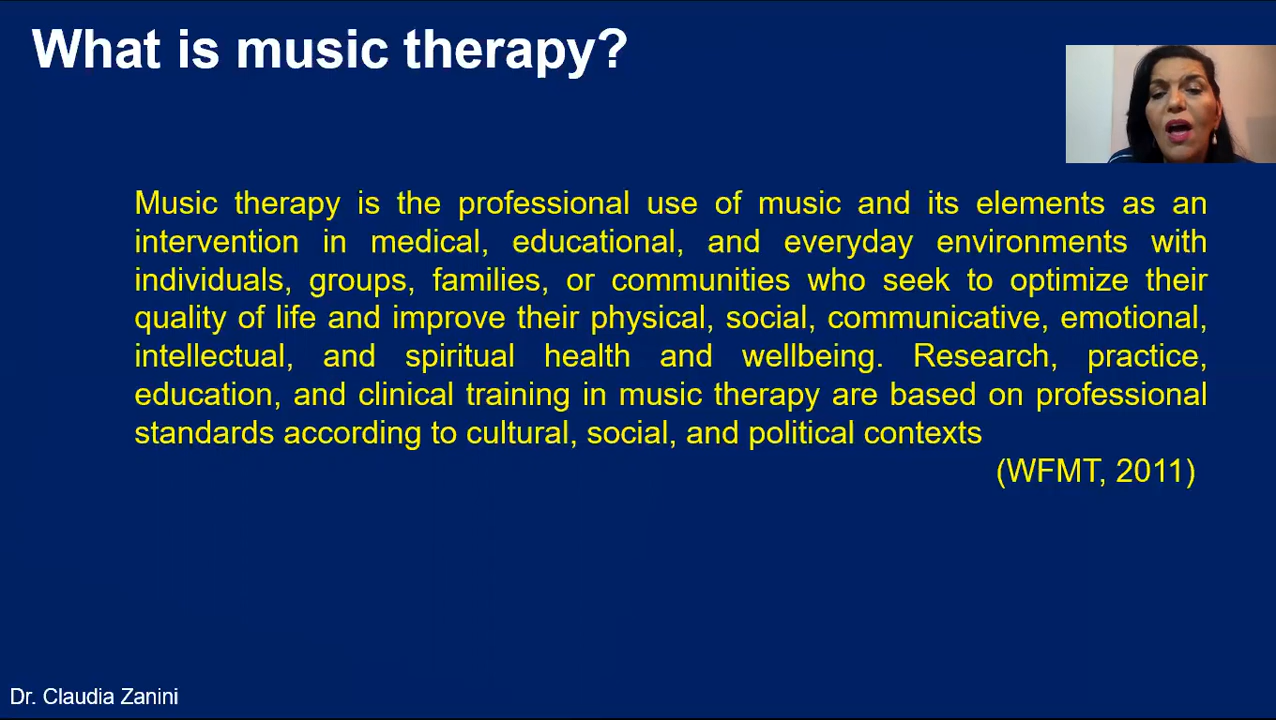 What is music therapy?
Music therapy is the professional use of music and its elements as an
intervention in medical, educational, and everyday environments with
individuals, groups, families, or communities who seek to optimize their
quality of life and improve their physical, social, communicative, emotional,
intellectual, and spiritual health and wellbeing. Research, practice,
education, and clinical training in music therapy are based on professional
standards according to cultural, social, and political contexts
(WFMT, 2011)
Dr. Claudia Zanini